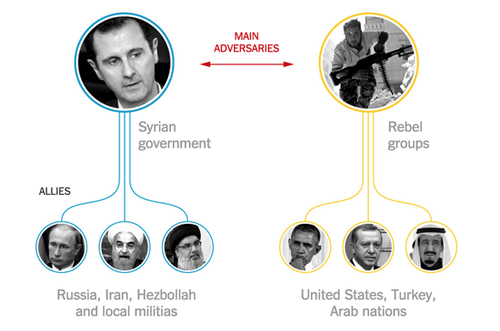 MAIN
ADVERSARIES
Syrian
government
Rebel
groups
ALLIES
Russia, Iran, Hezbollah
and local militias
United States, Turkey,
Arab nations